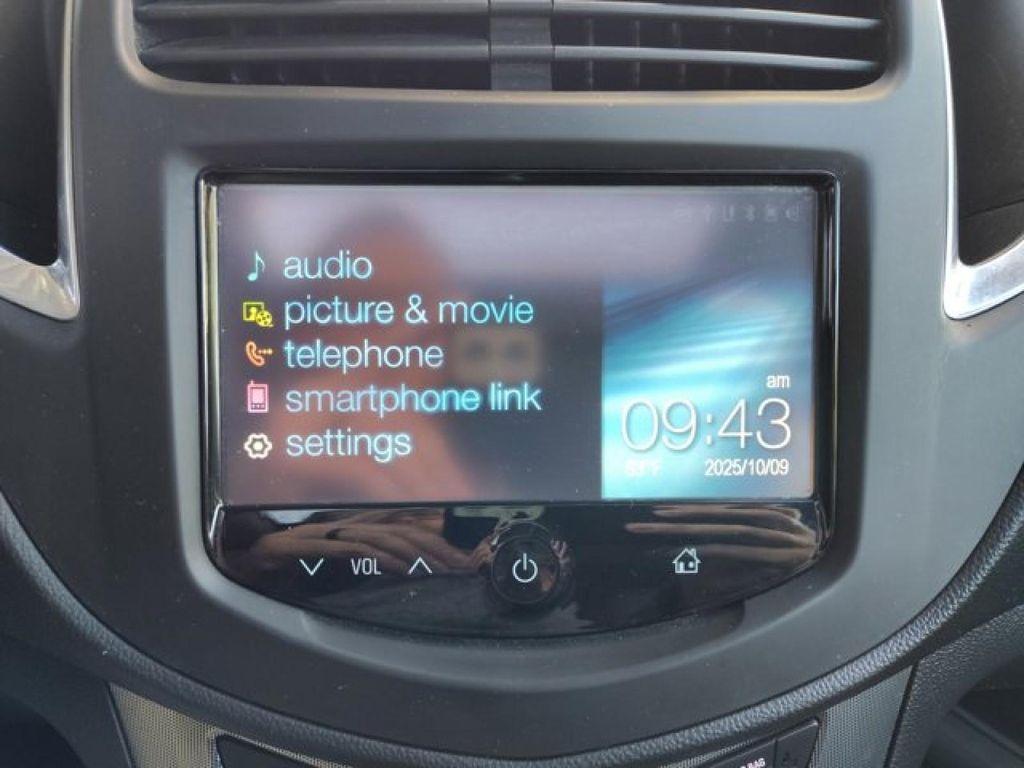 audio
picture & movie
telephone
smartphone link
settings
am
09:43
2025/10/09
VOL